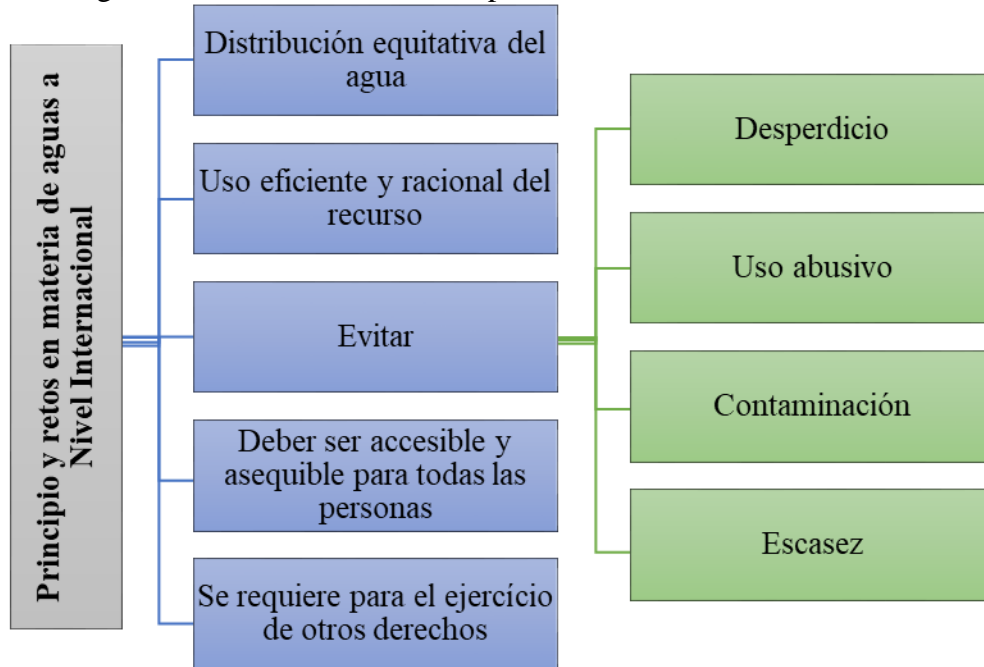 Principio y retos en materia de aguas a
Nivel Internacional
Distribución equitativa del
agua
Uso eficiente y racional del
recurso
Evitar
Deber ser accesible y
asequible para todas las
personas
Se requiere para el ejercício
de otros derechos
Desperdicio
Uso abusivo
Contaminación
Escasez